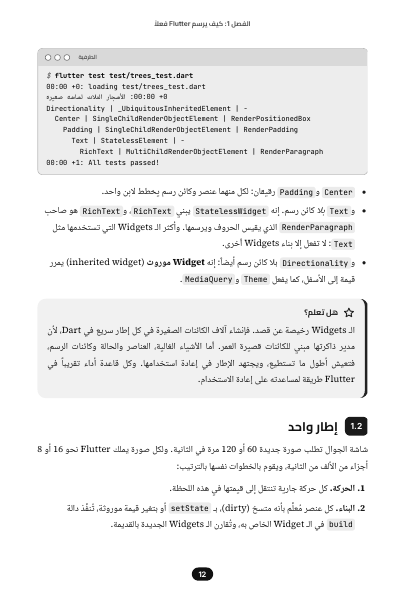 الفصل 1: كيف يرسم Flutter فعلاً
الطرفية
$ flutter test test/trees_test.dart
00:00 +0: loading test/trees_test.dart
00:00 +0: الأشجار الثلاث لشاشة صغيرة
Directionality | _UbiquitousInheritedElement | -
Center | SingleChildRenderObjectElement | RenderPositionedBox
Padding | SingleChildRenderObjectElement | RenderPadding
Text | StatelessElement | -
RichText | MultiChildRenderObjectElement | RenderParagraph
00:00 +1: All tests passed!
• Center و Padding رقيقان: لكل منهما عنصر وكائن رسم يخطط لابن واحد.
• و Text بلا كائن رسم. إنه StatelessWidget يبني RichText، و RichText هو صاحب
RenderParagraph الذي يقيس الحروف ويرسمها. وأكثر الـ Widgets التي تستخدمها مثل
Text: لا تفعل إلا بناء Widgets أخرى.
• و Directionality بلا كائن رسم أيضاً: إنه Widget موروث (inherited widget) يمرر
قيمة إلى الأسفل، كما يفعل Theme و MediaQuery.
هل تعلم؟
الـ Widgets رخيصة عن قصد. فإنشاء آلاف الكائنات الصغيرة في كل إطار سريع في Dart، لأن
مدير ذاكرتها مبني للكائنات قصيرة العمر. أما الأشياء الغالية، العناصر والحالة وكائنات الرسم،
فتعيش أطول ما تستطيع، ويجتهد الإطار في إعادة استخدامها. وكل قاعدة أداء تقريباً في
Flutter طريقة لمساعدته على إعادة الاستخدام.
1.2 إطار واحد
شاشة الجوال تطلب صورة جديدة 60 أو 120 مرة في الثانية. ولكل صورة يملك Flutter نحو 16 أو 8
أجزاء من الألف من الثانية، ويقوم بالخطوات نفسها بالترتيب:
1. الحركة. كل حركة جارية تنتقل إلى قيمتها في هذه اللحظة.
2. البناء. كل عنصر مُعلَّم بأنه متسخ (dirty)، بـ setState أو بتغير قيمة موروثة، تُنفَّذ دالة
build في الـ Widget الخاص به، وتُقارن الـ Widgets الجديدة بالقديمة.
12